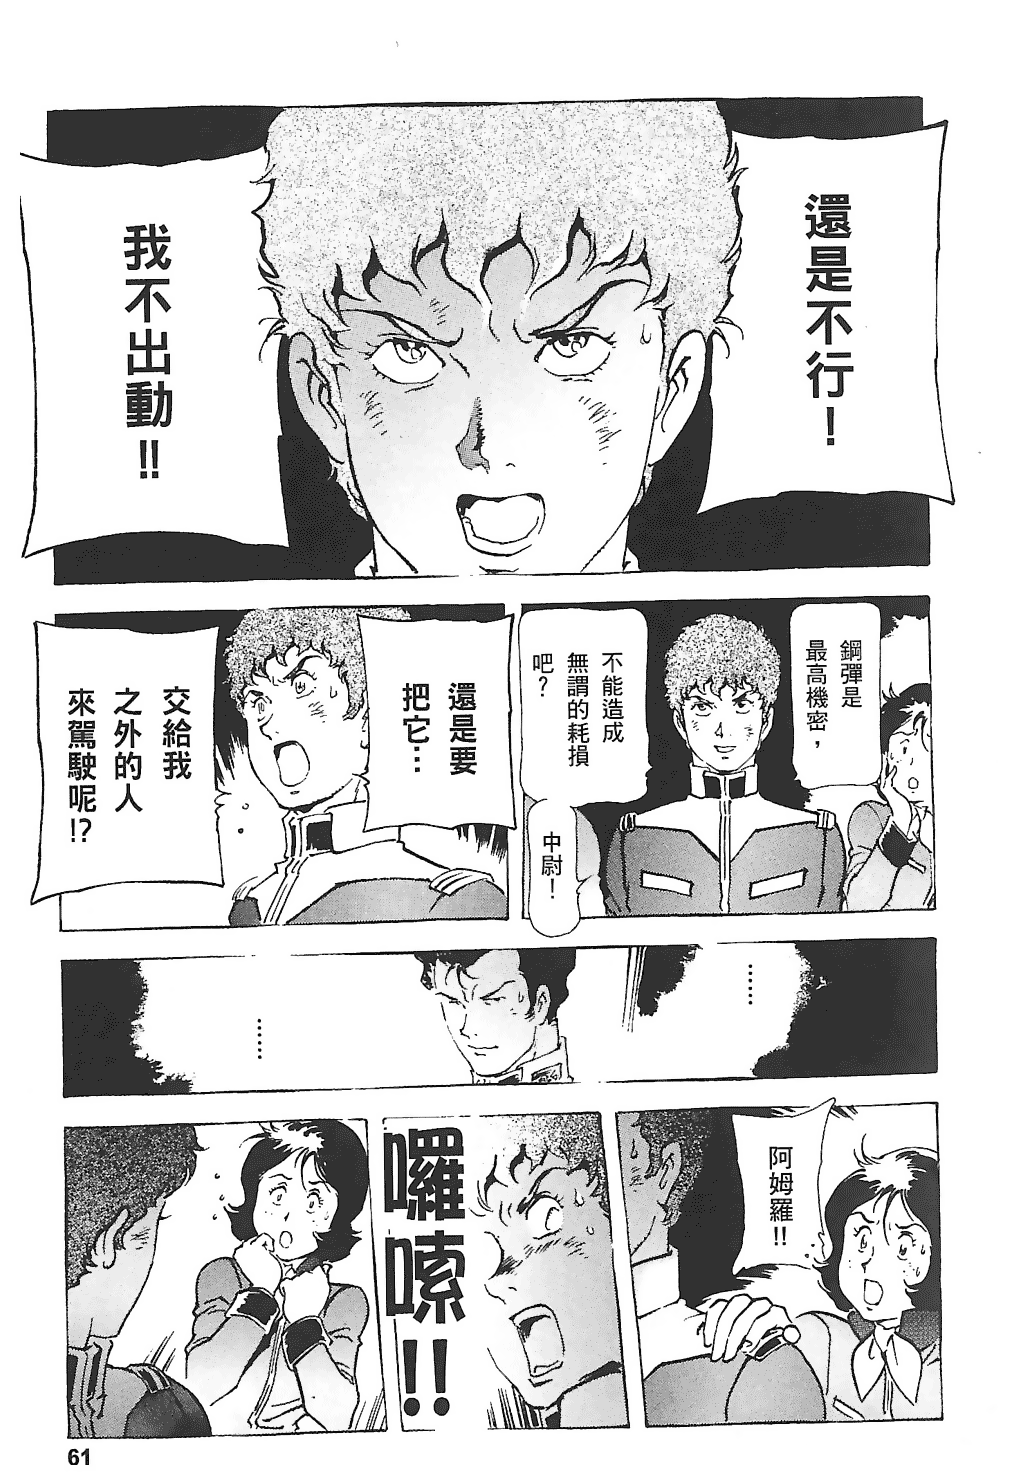 還是不行！
我不出動！！
鋼彈是
最高機密，
不能造成
無謂的耗損
吧？
中尉！
還是要
把它…
交給我
之外的人
來駕駛呢！？
……
……
阿姆羅！！
囉嗦！！
61